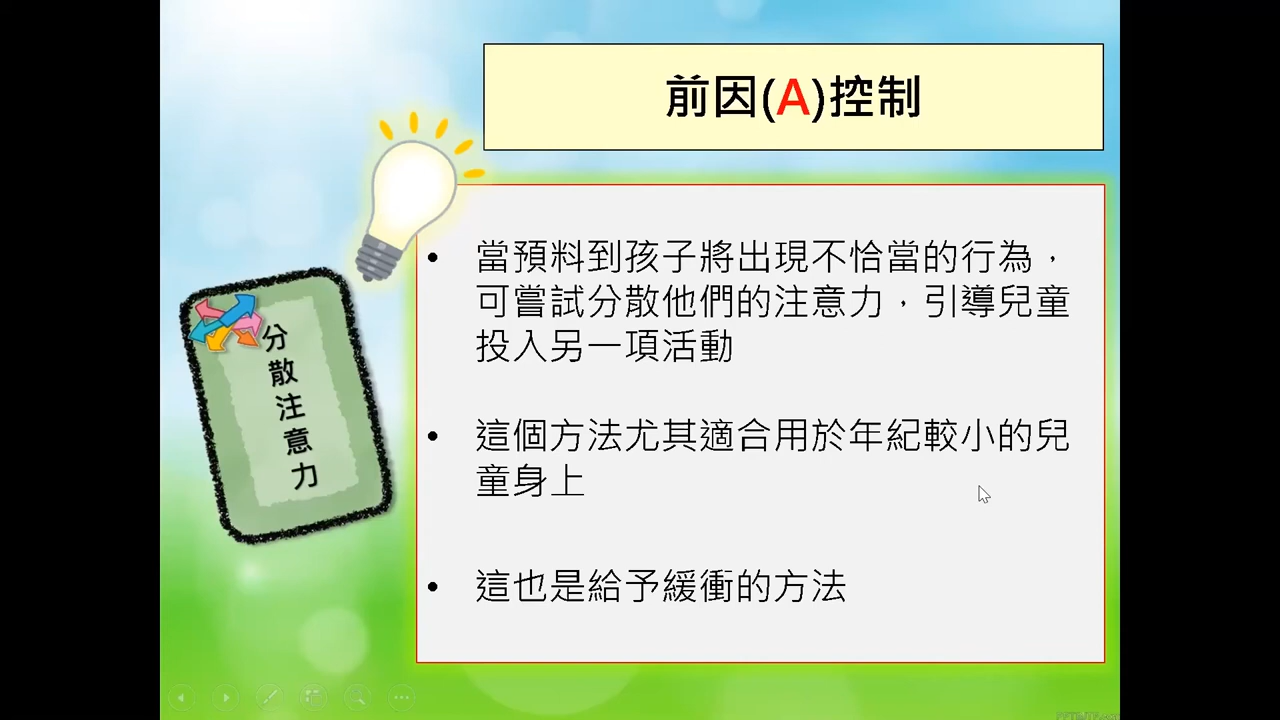 前因(A)控制
分散注意力
• 當預料到孩子將出現不恰當的行為，
可嘗試分散他們的注意力，引導兒童
投入另一項活動
• 這個方法尤其適合用於年紀較小的兒
童身上
• 這也是給予緩衝的方法